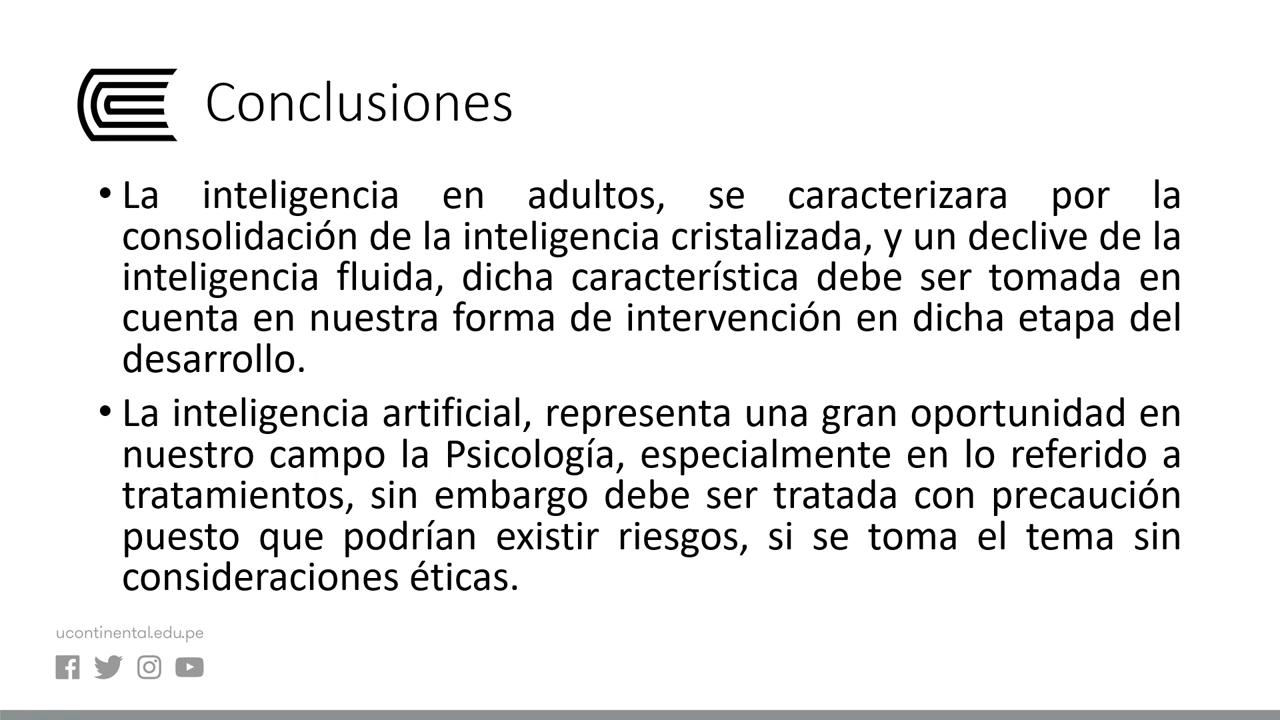 Conclusiones
• La inteligencia en adultos, se caracterizara por la
consolidación de la inteligencia cristalizada, y un declive de la
inteligencia fluida, dicha característica debe ser tomada en
cuenta en nuestra forma de intervención en dicha etapa del
desarrollo.
• La inteligencia artificial, representa una gran oportunidad en
nuestro campo la Psicología, especialmente en lo referido a
tratamientos, sin embargo debe ser tratada con precaución
puesto que podrían existir riesgos, si se toma el tema sin
consideraciones éticas.
ucontinental.edu.pe